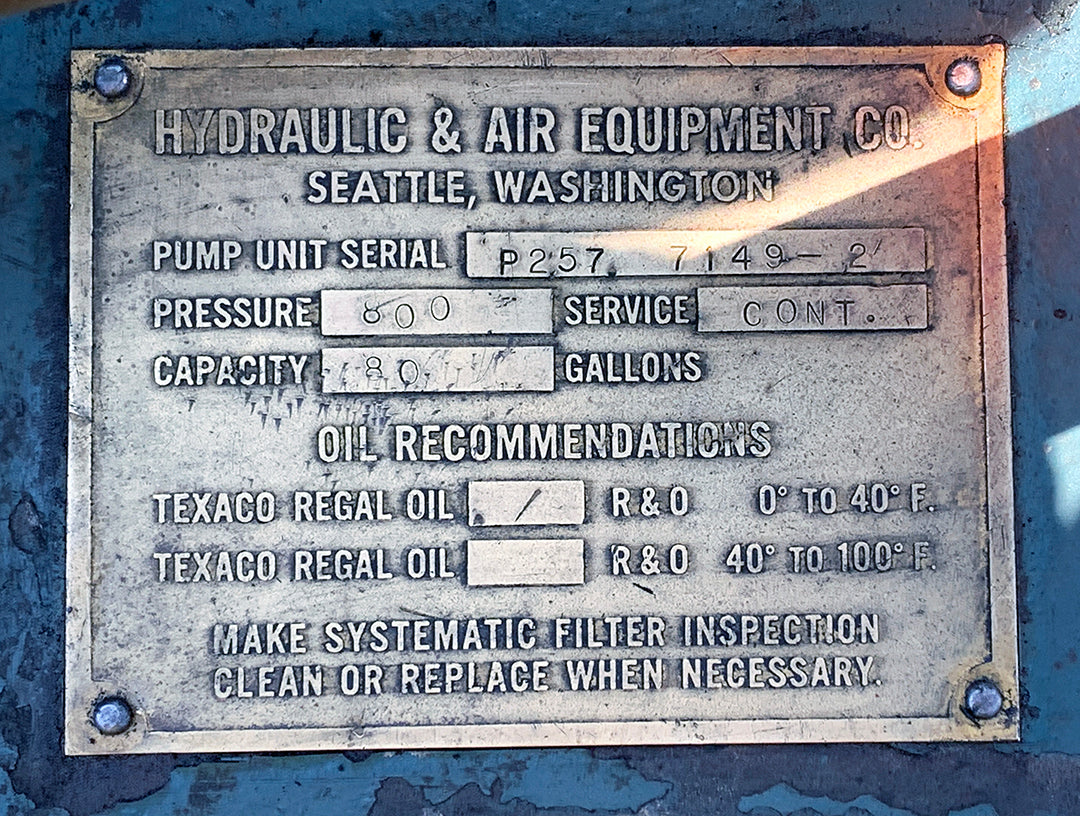 HYDRAULIC & AIR EQUIPMENT CO.
SEATTLE, WASHINGTON
PUMP UNIT SERIAL P257 7149-2
PRESSURE 800 SERVICE CONT.
CAPACITY 80 GALLONS
OIL RECOMMENDATIONS
TEXACO REGAL OIL / R&O 0° TO 40° F.
TEXACO REGAL OIL R&O 40° TO 100° F.
MAKE SYSTEMATIC FILTER INSPECTION
CLEAN OR REPLACE WHEN NECESSARY.